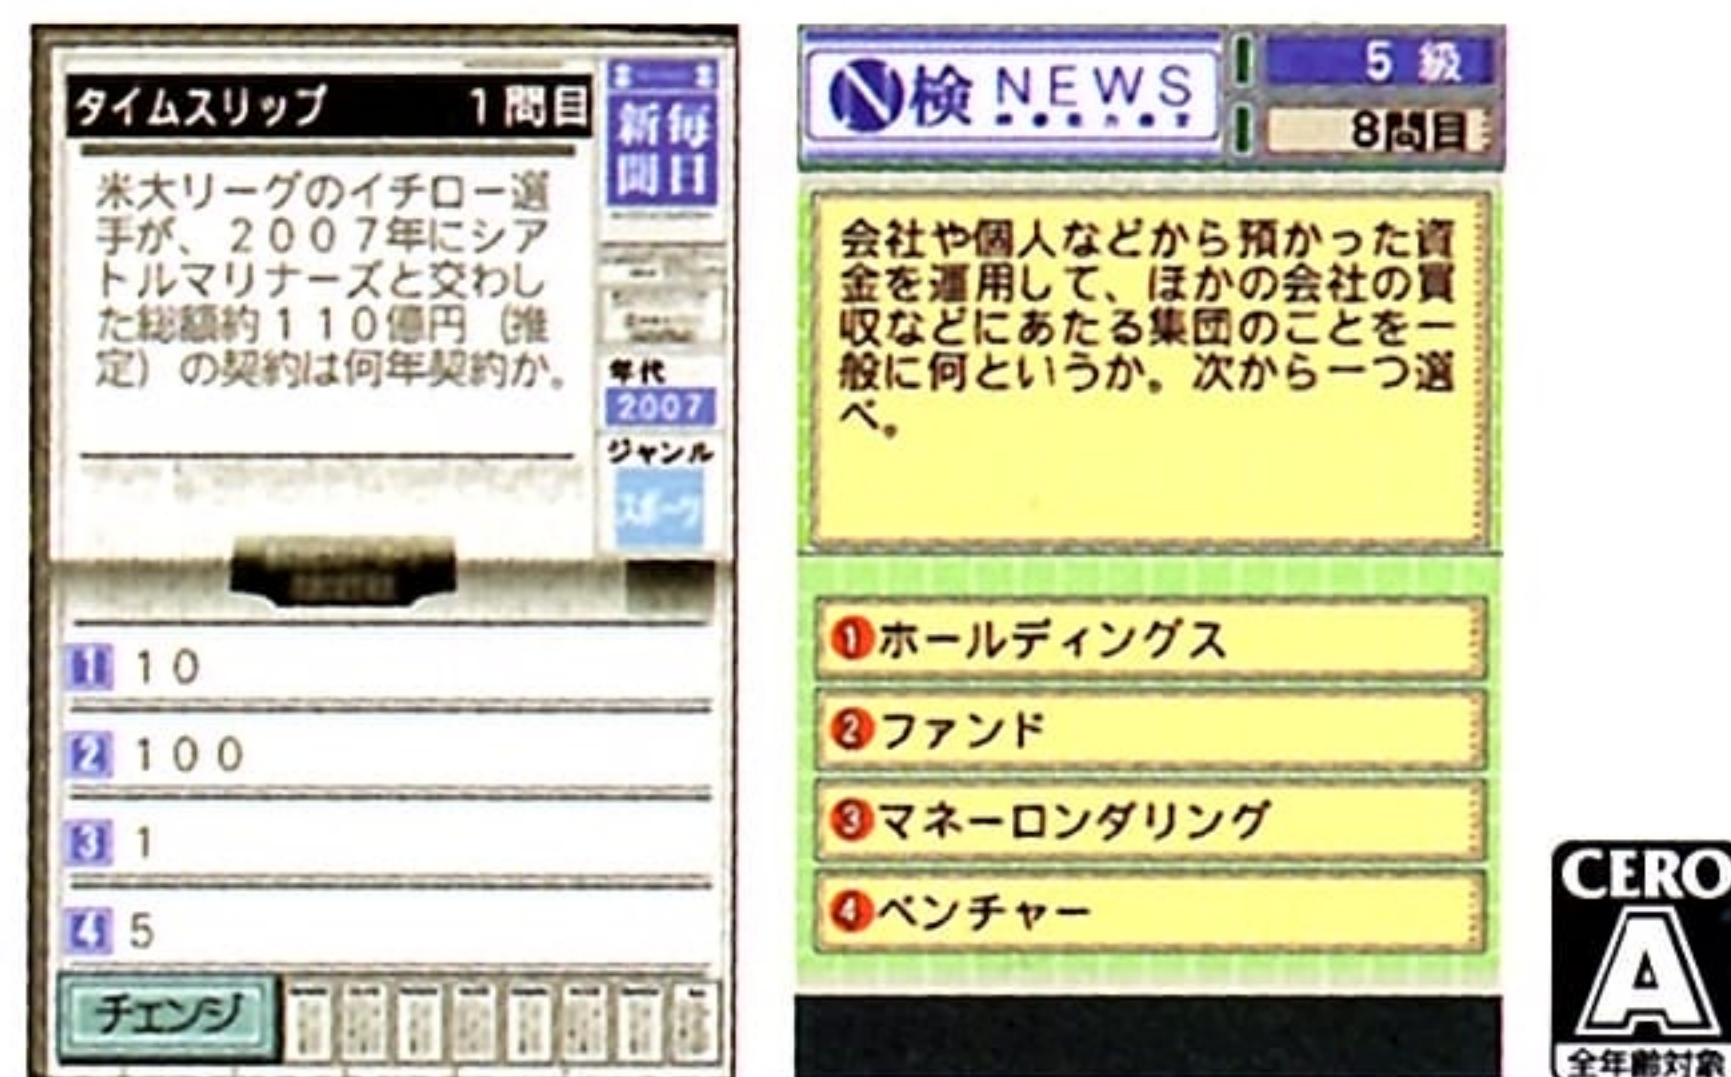 タイムスリップ 1問目
毎日
新聞
米大リーグのイチロー選
手が、2007年にシア
トルマリナーズと交わし
た総額約110億円(推
定)の契約は何年契約か。
年代
2007
ジャンル
スポーツ
1 10
2 100
3 1
4 5
チェンジ
N検 NEWS
5級
8問目
会社や個人などから預かった資
金を運用して、ほかの会社の買
収などにあたる集団のことを一
般に何というか。次から一つ選
べ。
1 ホールディングス
2 ファンド
3 マネーロンダリング
4 ベンチャー
CERO
A
全年齢対象